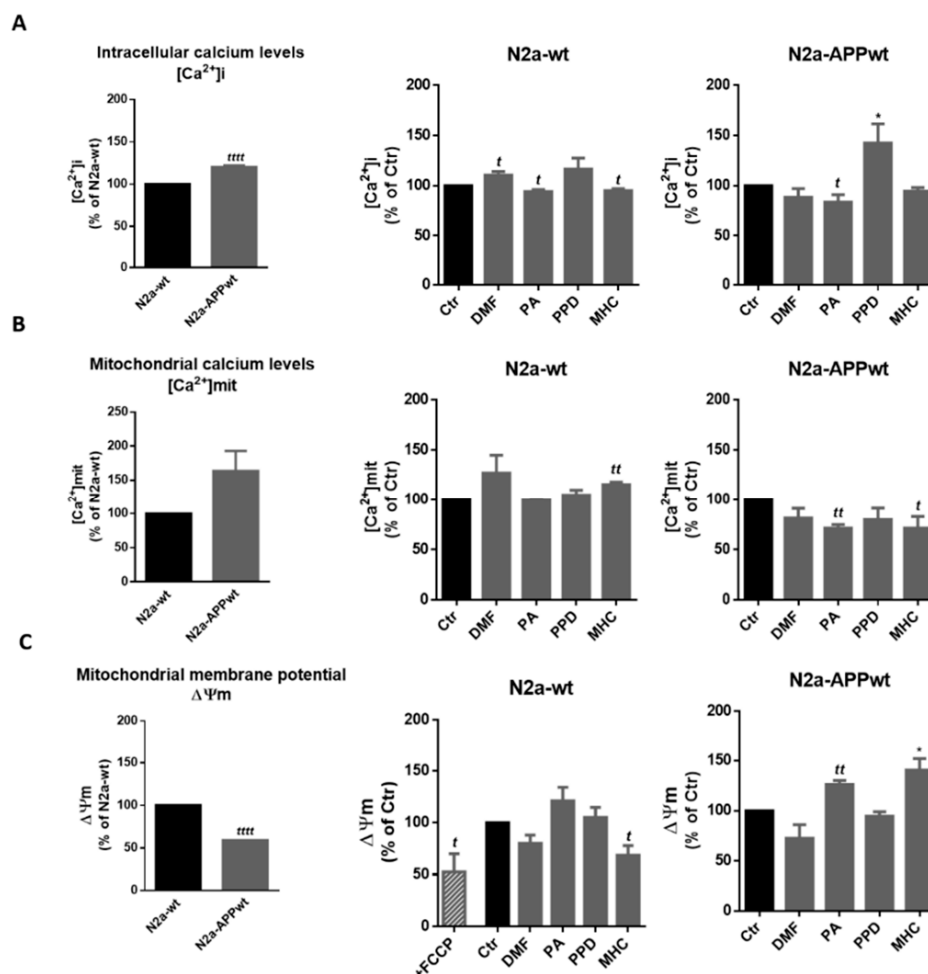 A
Intracellular calcium levels
[Ca²⁺]i
[Ca²⁺]i
(% of N2a-wt)
200
150
100
50
0
tttt
N2a-wt
N2a-APPwt
N2a-wt
[Ca²⁺]i
(% of Ctr)
200
150
100
50
0
t
t
t
Ctr
DMF
PA
PPD
MHC
N2a-APPwt
[Ca²⁺]i
(% of Ctr)
200
150
100
50
0
t
*
Ctr
DMF
PA
PPD
MHC
B
Mitochondrial calcium levels
[Ca²⁺]mit
[Ca²⁺]mit
(% of N2a-wt)
250
200
150
100
50
0
N2a-wt
N2a-APPwt
N2a-wt
[Ca²⁺]mit
(% of Ctr)
200
150
100
50
0
tt
Ctr
DMF
PA
PPD
MHC
N2a-APPwt
[Ca²⁺]mit
(% of Ctr)
200
150
100
50
0
tt
t
Ctr
DMF
PA
PPD
MHC
C
Mitochondrial membrane potential
ΔΨm
ΔΨm
(% of N2a-wt)
200
150
100
50
0
tttt
N2a-wt
N2a-APPwt
N2a-wt
ΔΨm
(% of Ctr)
200
150
100
50
0
t
t
+FCCP
Ctr
DMF
PA
PPD
MHC
N2a-APPwt
ΔΨm
(% of Ctr)
200
150
100
50
0
tt
*
Ctr
DMF
PA
PPD
MHC